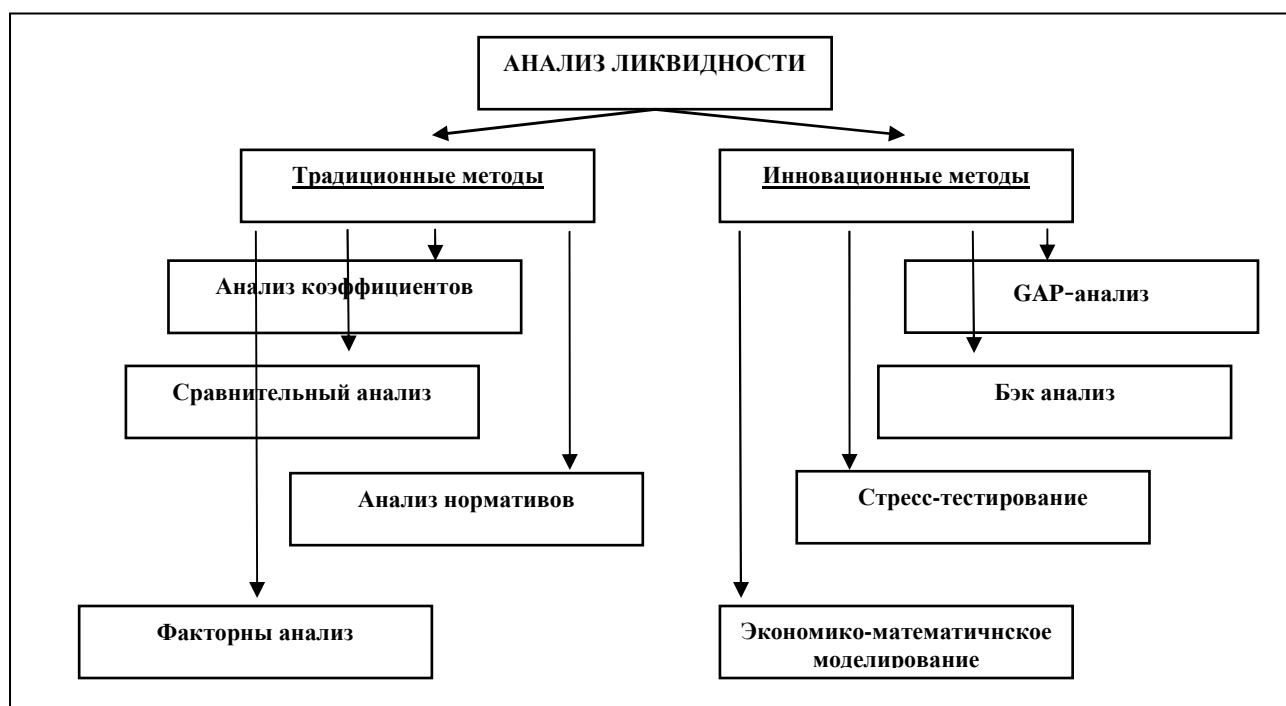 АНАЛИЗ ЛИКВИДНОСТИ
Традиционные методы
Инновационные методы
Анализ коэффициентов
GAP-анализ
Сравнительный анализ
Бэк анализ
Анализ нормативов
Стресс-тестирование
Факторны анализ
Экономико-математичнское
моделирование